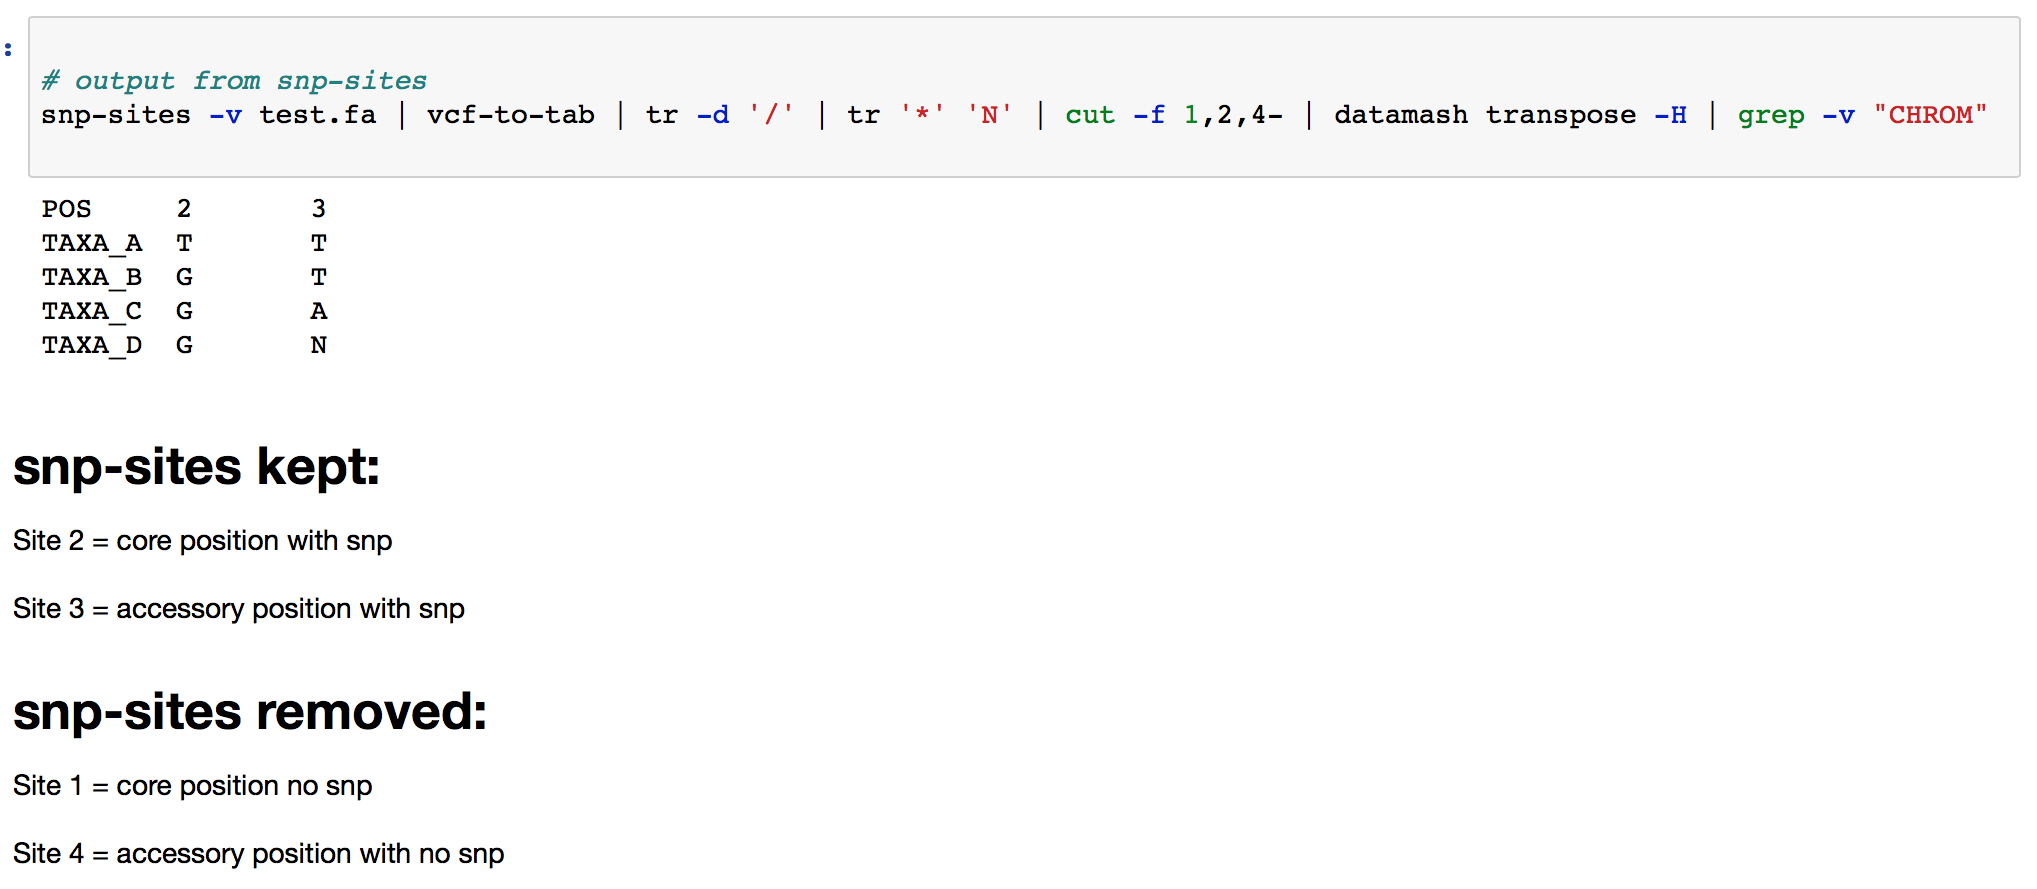 :
# output from snp-sites
snp-sites -v test.fa | vcf-to-tab | tr -d '/' | tr '*' 'N' | cut -f 1,2,4- | datamash transpose -H | grep -v "CHROM"
POS 2 3
TAXA_A T T
TAXA_B G T
TAXA_C G A
TAXA_D G N
snp-sites kept:
Site 2 = core position with snp
Site 3 = accessory position with snp
snp-sites removed:
Site 1 = core position no snp
Site 4 = accessory position with no snp